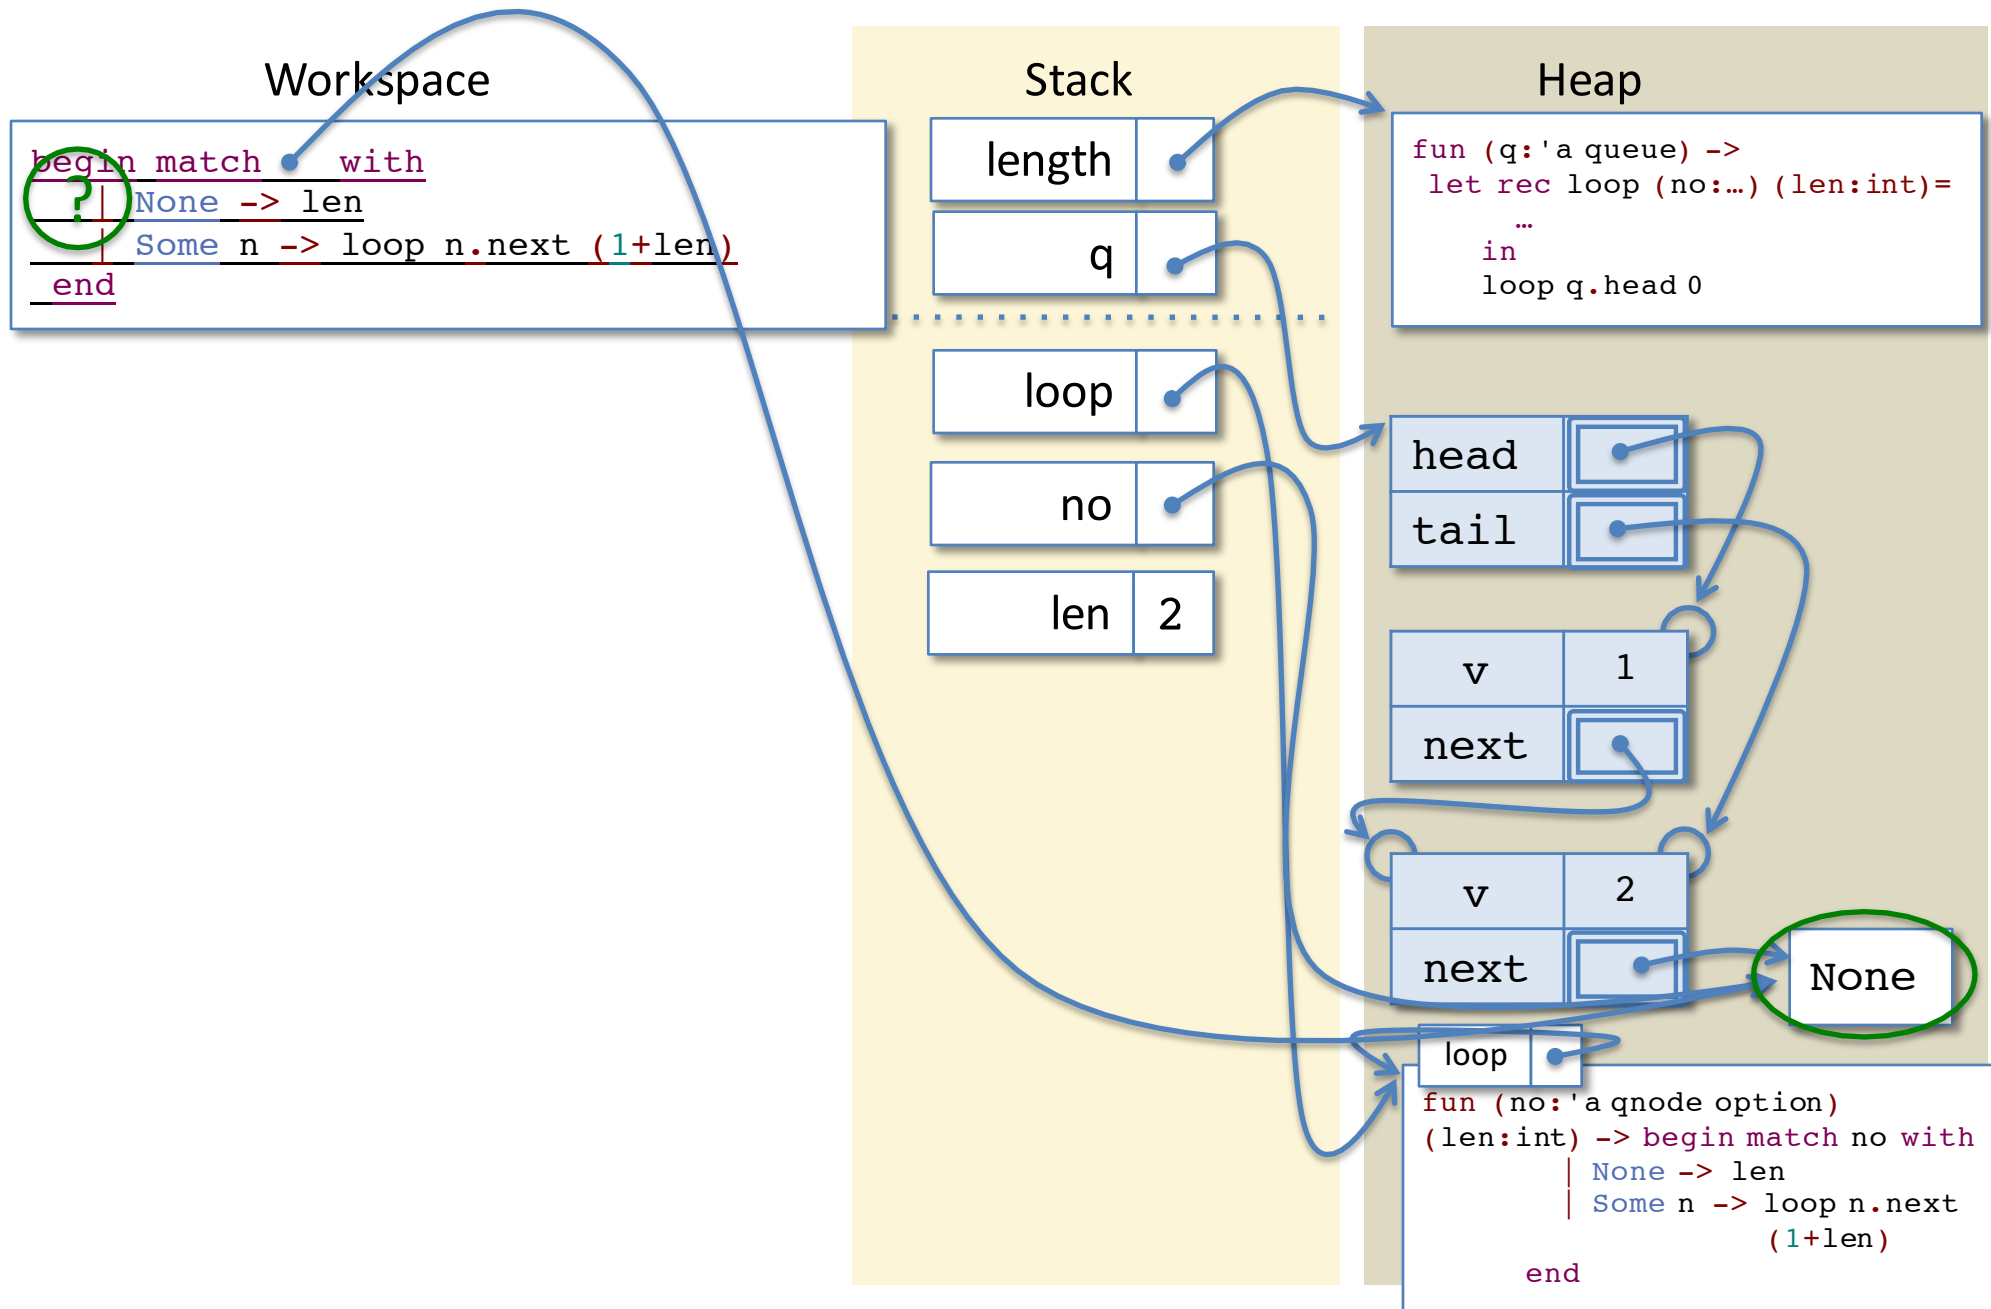 Workspace
begin match with
? | None -> len
| Some n -> loop n.next (1+len)
end
Stack
length
q
loop
no
len 2
Heap
fun (q:'a queue) ->
let rec loop (no:…) (len:int)=
…
in
loop q.head 0
head
tail
v 1
next
v 2
next
None
loop
fun (no:'a qnode option)
(len:int) -> begin match no with
| None -> len
| Some n -> loop n.next
(1+len)
end